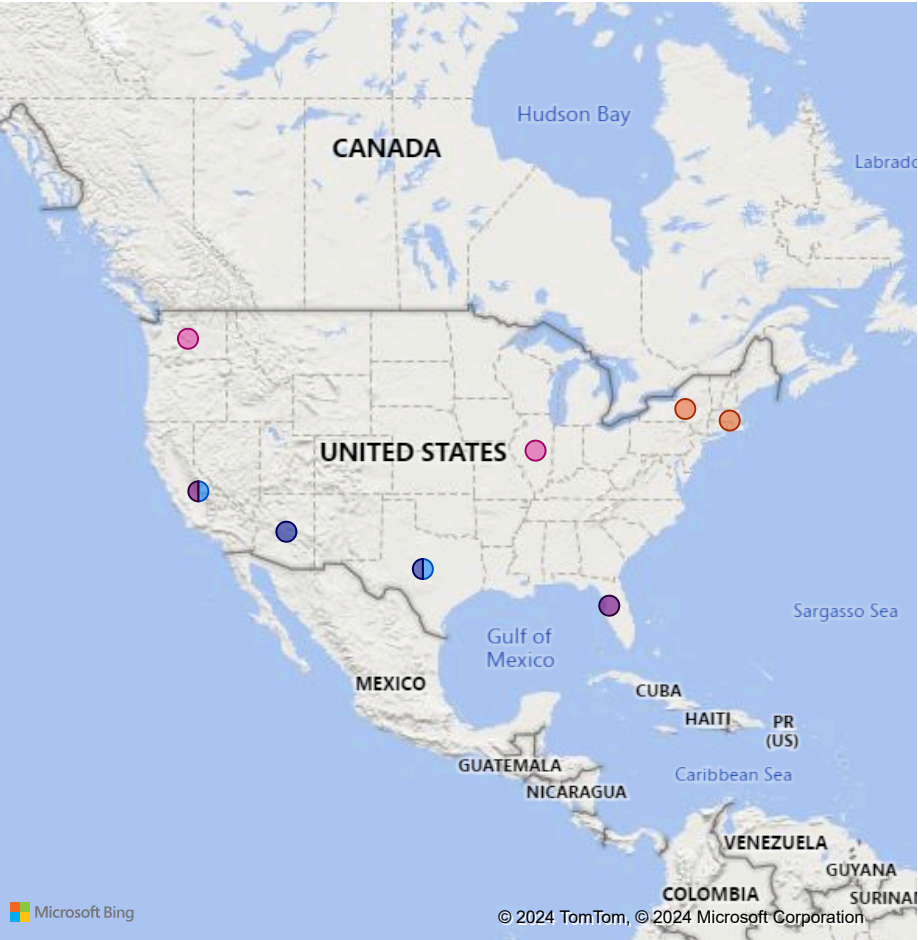 Hudson Bay
CANADA
Labrado
UNITED STATES
Sargasso Sea
Gulf of
Mexico
MEXICO
CUBA
HAITI
PR
(US)
GUATEMALA
Caribbean Sea
NICARAGUA
VENEZUELA
GUYANA
COLOMBIA
SURINA
Microsoft Bing
© 2024 TomTom, © 2024 Microsoft Corporation